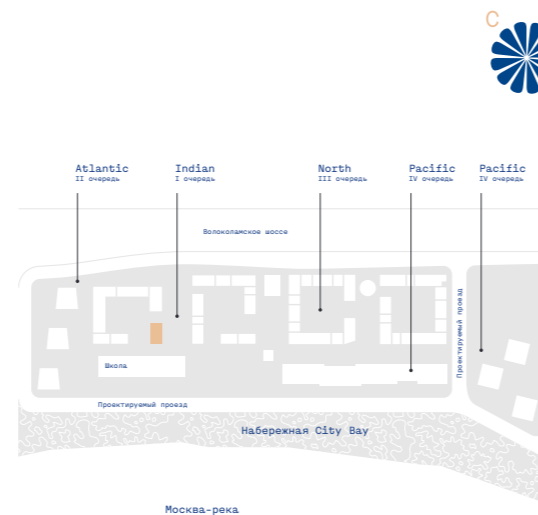 С
Atlantic
II очередь
Indian
I очередь
North
III очередь
Pacific
IV очередь
Pacific
IV очередь
Волоколамское шоссе
Проектируемый проезд
Школа
Проектируемый проезд
Набережная City Bay
Москва-река